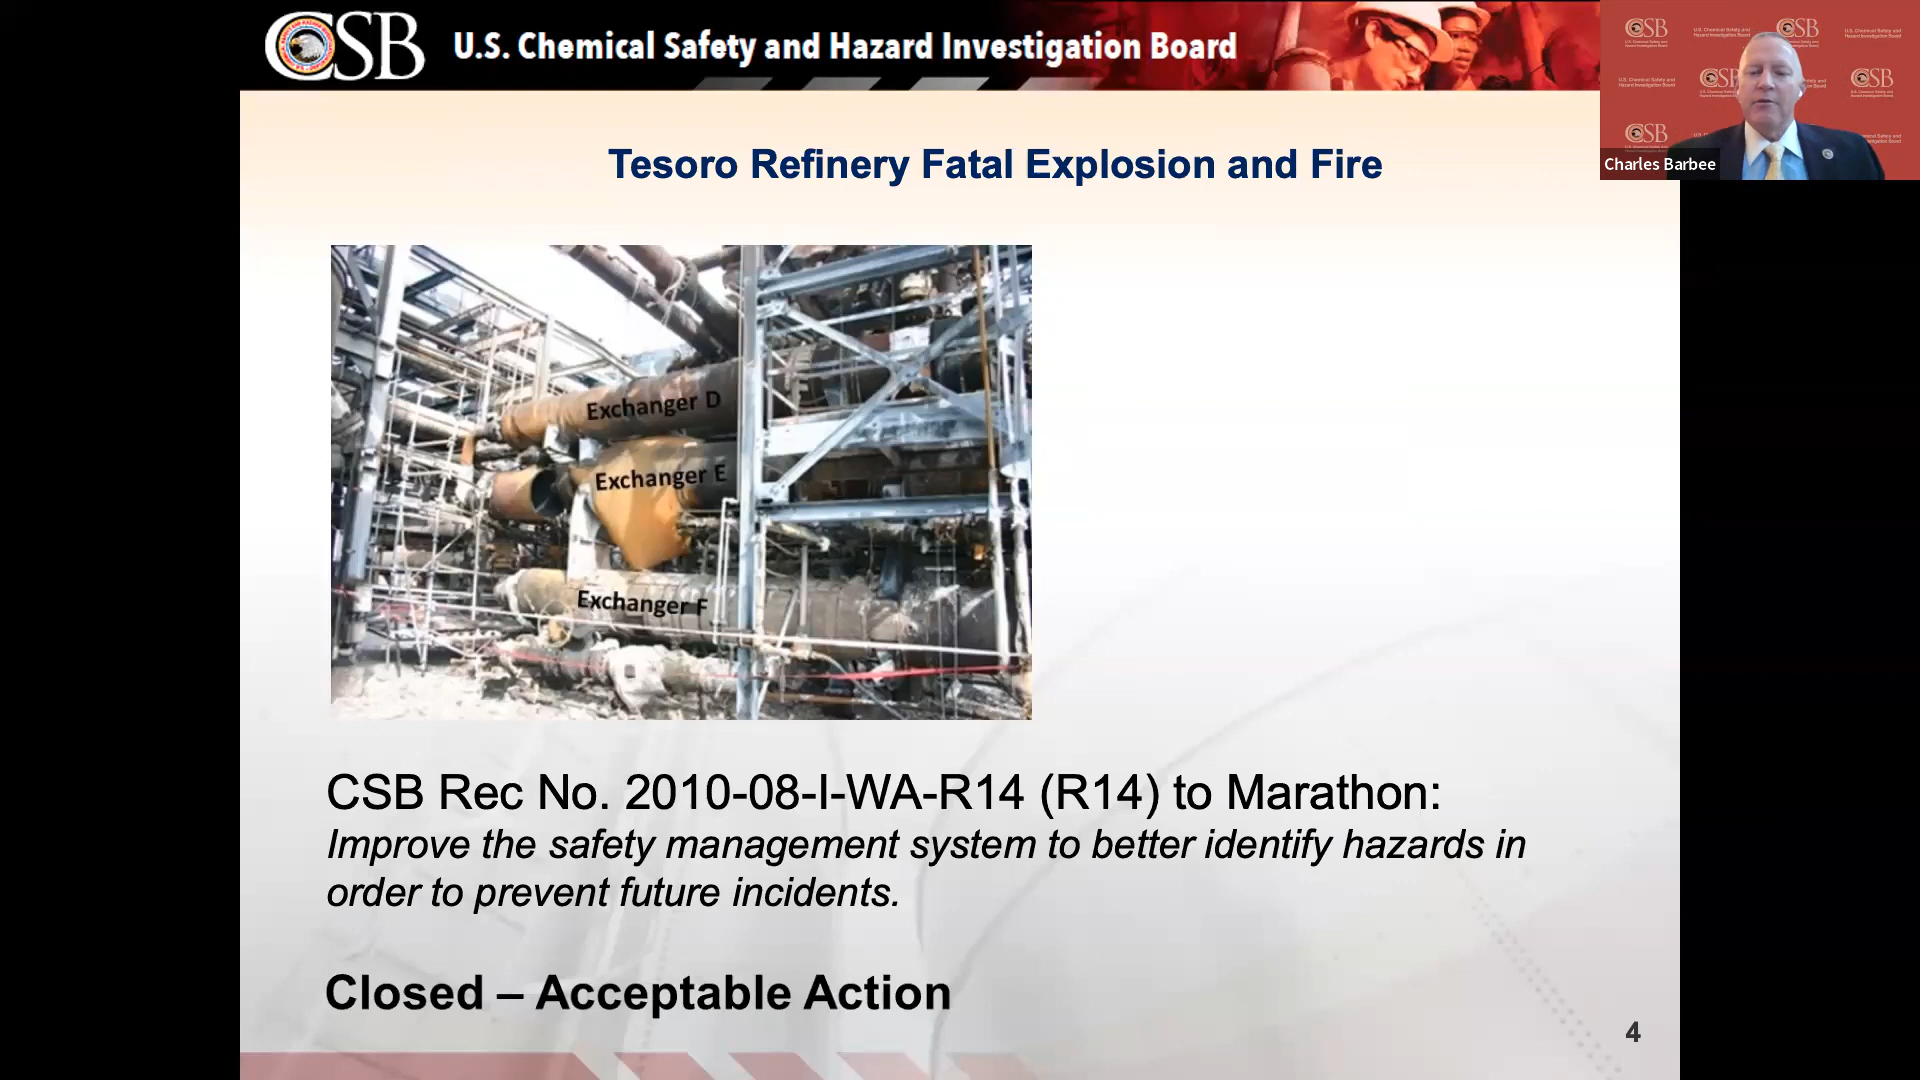 CSB U.S. Chemical Safety and Hazard Investigation Board
Charles Barbee
Tesoro Refinery Fatal Explosion and Fire
Exchanger D
Exchanger E
Exchanger F
CSB Rec No. 2010-08-I-WA-R14 (R14) to Marathon:
Improve the safety management system to better identify hazards in
order to prevent future incidents.
Closed – Acceptable Action
4